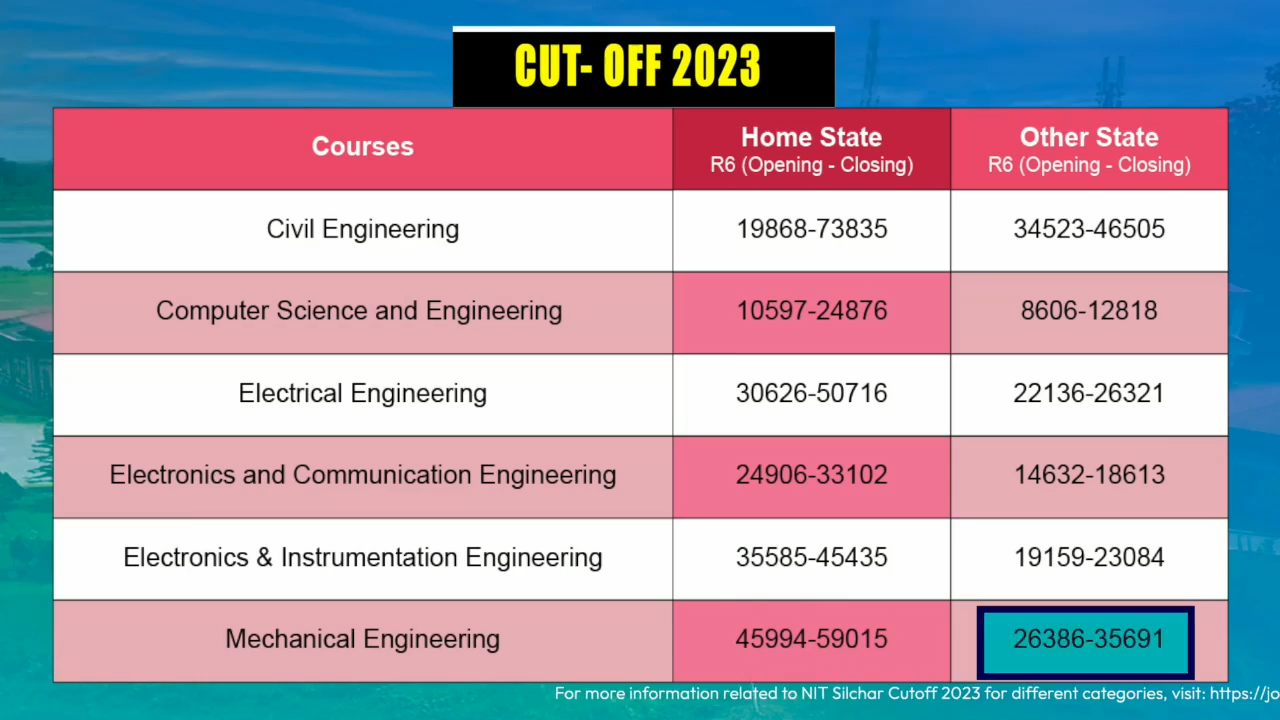 CUT- OFF 2023
Courses
Home State
R6 (Opening - Closing)
Other State
R6 (Opening - Closing)
Civil Engineering
19868-73835
34523-46505
Computer Science and Engineering
10597-24876
8606-12818
Electrical Engineering
30626-50716
22136-26321
Electronics and Communication Engineering
24906-33102
14632-18613
Electronics & Instrumentation Engineering
35585-45435
19159-23084
Mechanical Engineering
45994-59015
26386-35691
For more information related to NIT Silchar Cutoff 2023 for different categories, visit: https://jo